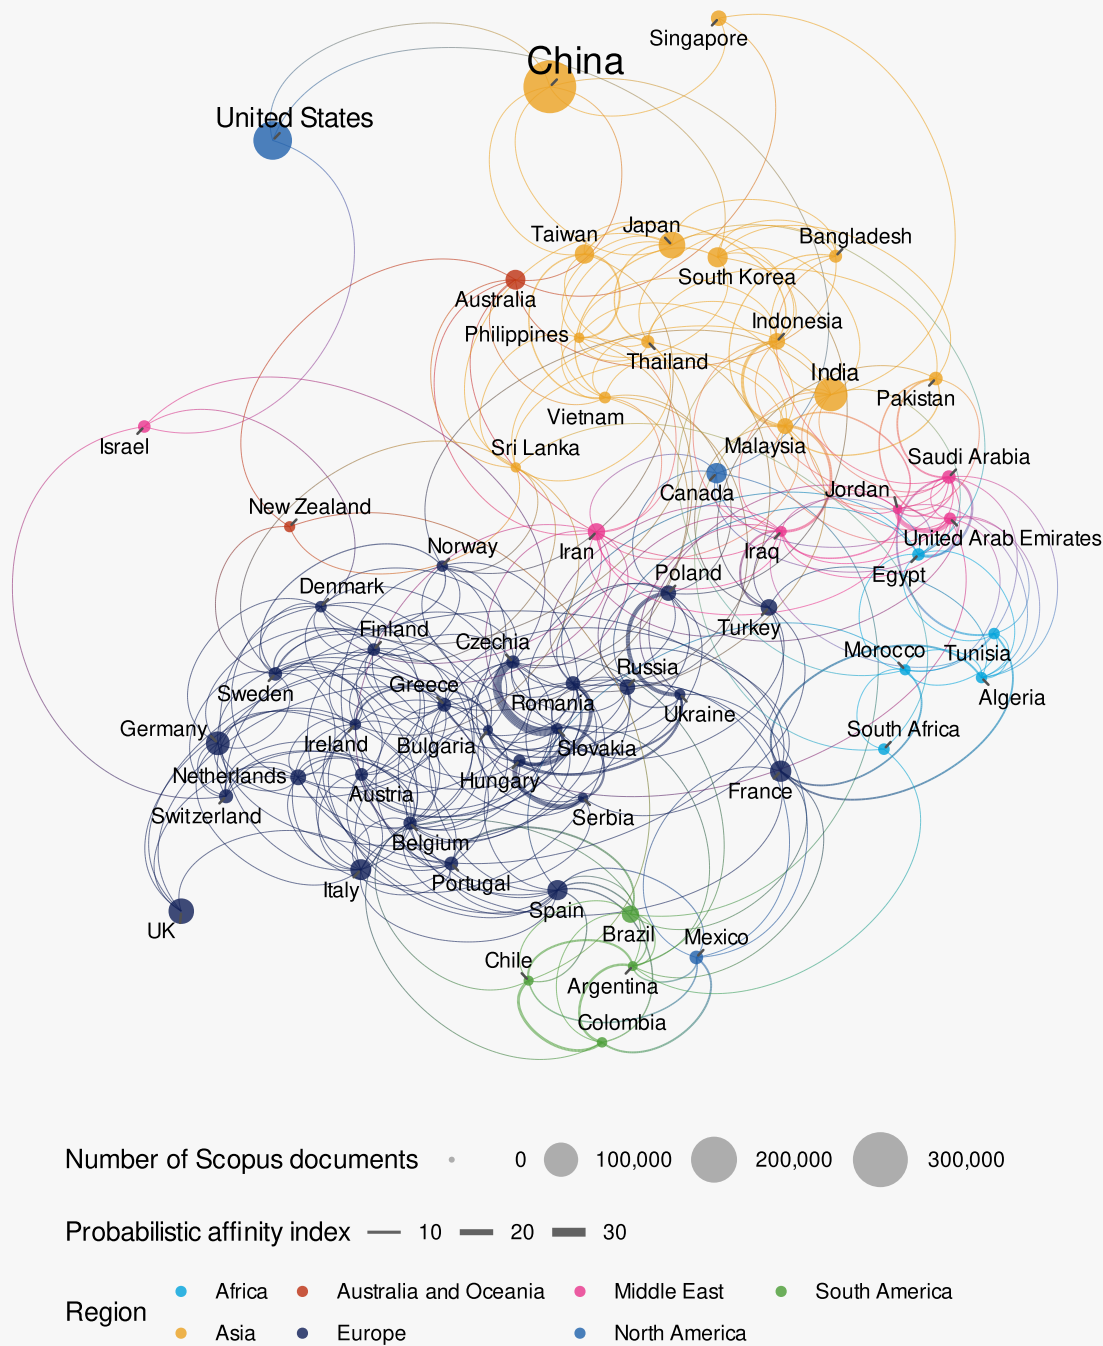 Singapore
China
United States
Taiwan
Japan
Bangladesh
South Korea
Australia
Philippines
Indonesia
Thailand
India
Pakistan
Vietnam
Israel
Sri Lanka
Malaysia
Saudi Arabia
Canada
Jordan
New Zealand
Norway
Iran
Iraq
United Arab Emirates
Poland
Egypt
Denmark
Turkey
Finland
Czechia
Morocco
Tunisia
Russia
Greece
Sweden
Romania
Algeria
Ukraine
Germany
Ireland
Bulgaria
Slovakia
South Africa
Netherlands
Hungary
Austria
France
Switzerland
Serbia
Belgium
Italy
Portugal
Spain
UK
Brazil
Mexico
Chile
Argentina
Colombia
Number of Scopus documents 0 100,000 200,000 300,000
Probabilistic affinity index 10 20 30
Region
Africa Australia and Oceania Middle East South America
Asia Europe North America